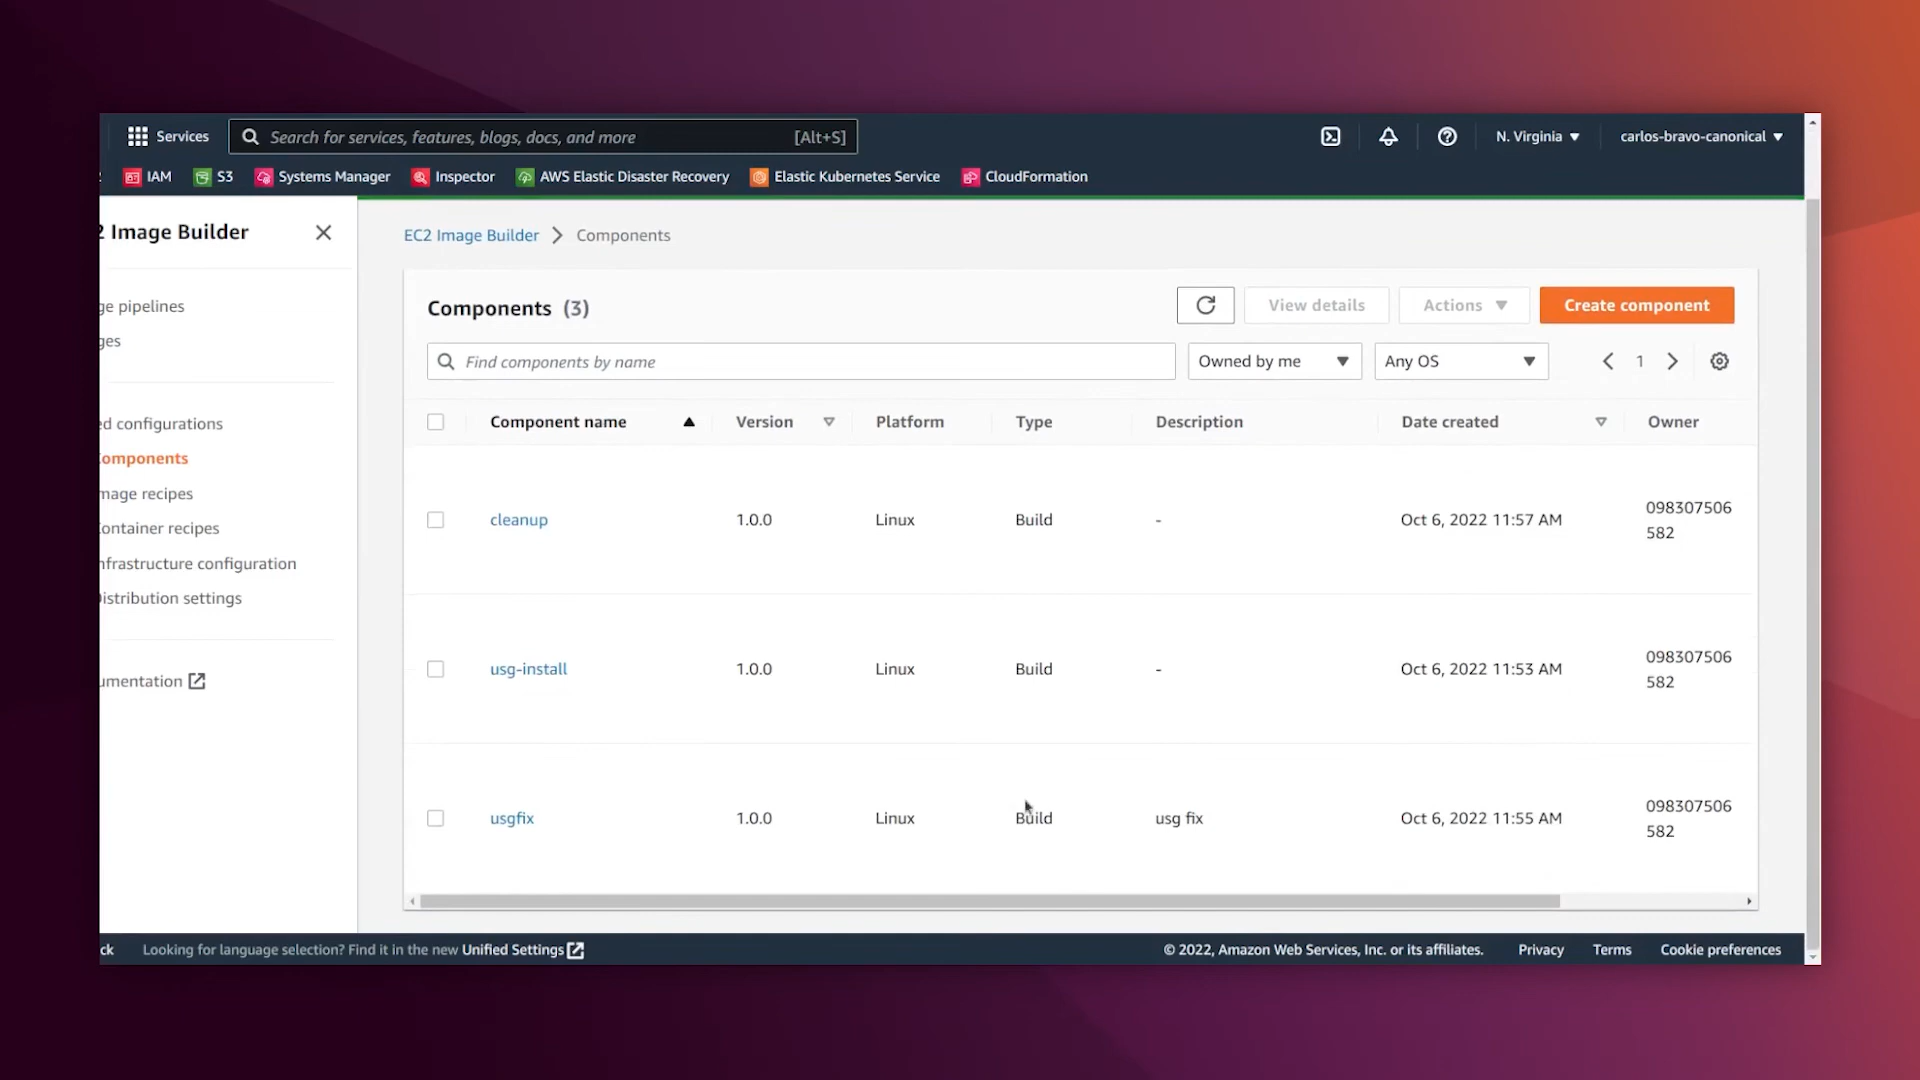 Services
Search for services, features, blogs, docs, and more [Alt+S]
N. Virginia
carlos-bravo-canonical
2
IAM
S3
Systems Manager
Inspector
AWS Elastic Disaster Recovery
Elastic Kubernetes Service
CloudFormation
2 Image Builder
ge pipelines
ges
ed configurations
omponents
mage recipes
ontainer recipes
nfrastructure configuration
istribution settings
umentation
EC2 Image Builder > Components
Components (3)
View details
Actions
Create component
Find components by name
Owned by me
Any OS
1
Component name Version Platform Type Description Date created Owner
cleanup 1.0.0 Linux Build - Oct 6, 2022 11:57 AM 098307506
582
usg-install 1.0.0 Linux Build - Oct 6, 2022 11:53 AM 098307506
582
usgfix 1.0.0 Linux Build usg fix Oct 6, 2022 11:55 AM 098307506
582
ck
Looking for language selection? Find it in the new Unified Settings
© 2022, Amazon Web Services, Inc. or its affiliates.
Privacy
Terms
Cookie preferences